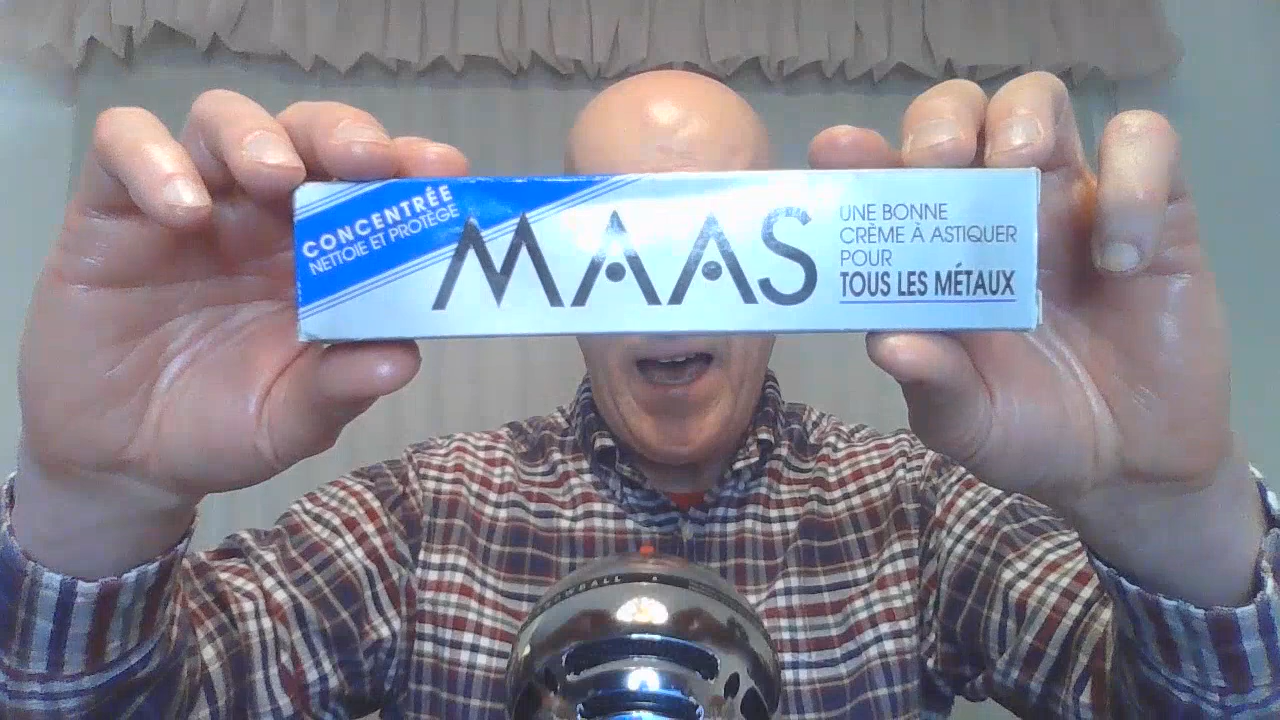 CONCENTRÉE
NETTOIE ET PROTÈGE
MAAS
UNE BONNE
CRÈME À ASTIQUER
POUR
TOUS LES MÉTAUX